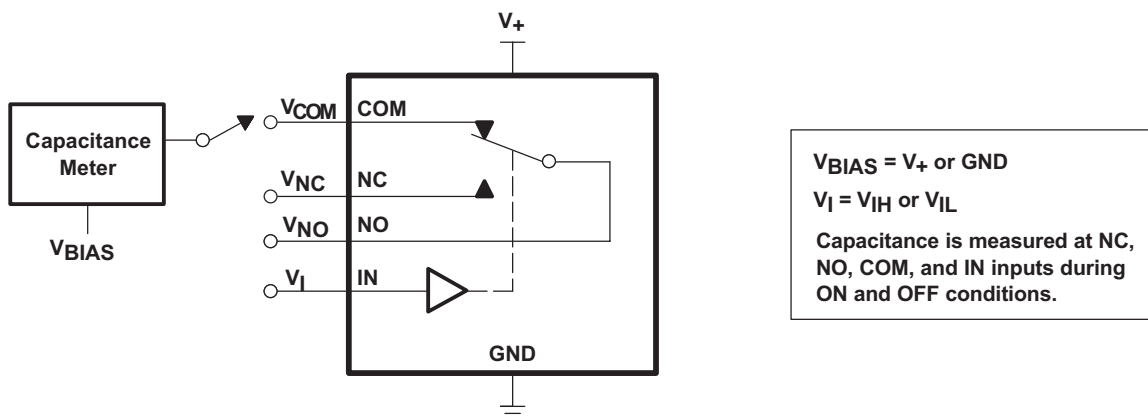 V+
Capacitance
Meter
VBIAS
VCOM COM
VNC NC
VNO NO
VI IN
GND
VBIAS = V+ or GND
VI = VIH or VIL
Capacitance is measured at NC,
NO, COM, and IN inputs during
ON and OFF conditions.